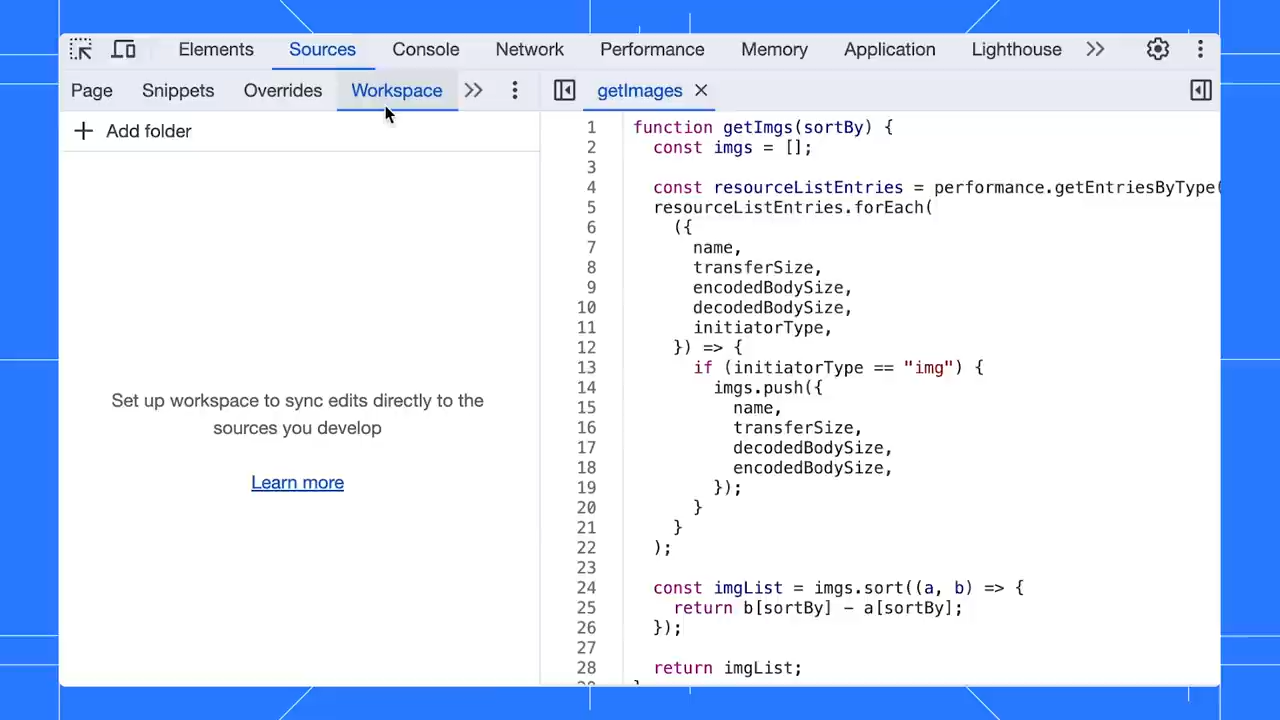 Elements Sources Console Network Performance Memory Application Lighthouse
Page Snippets Overrides Workspace getImages
Add folder
Set up workspace to sync edits directly to the
sources you develop
Learn more
1 function getImgs(sortBy) {
2 const imgs = [];
3
4 const resourceListEntries = performance.getEntriesByType(
5 resourceListEntries.forEach(
6 ({
7 name,
8 transferSize,
9 encodedBodySize,
10 decodedBodySize,
11 initiatorType,
12 }) => {
13 if (initiatorType == "img") {
14 imgs.push({
15 name,
16 transferSize,
17 decodedBodySize,
18 encodedBodySize,
19 });
20 }
21 }
22 );
23
24 const imgList = imgs.sort((a, b) => {
25 return b[sortBy] - a[sortBy];
26 });
27
28 return imgList;